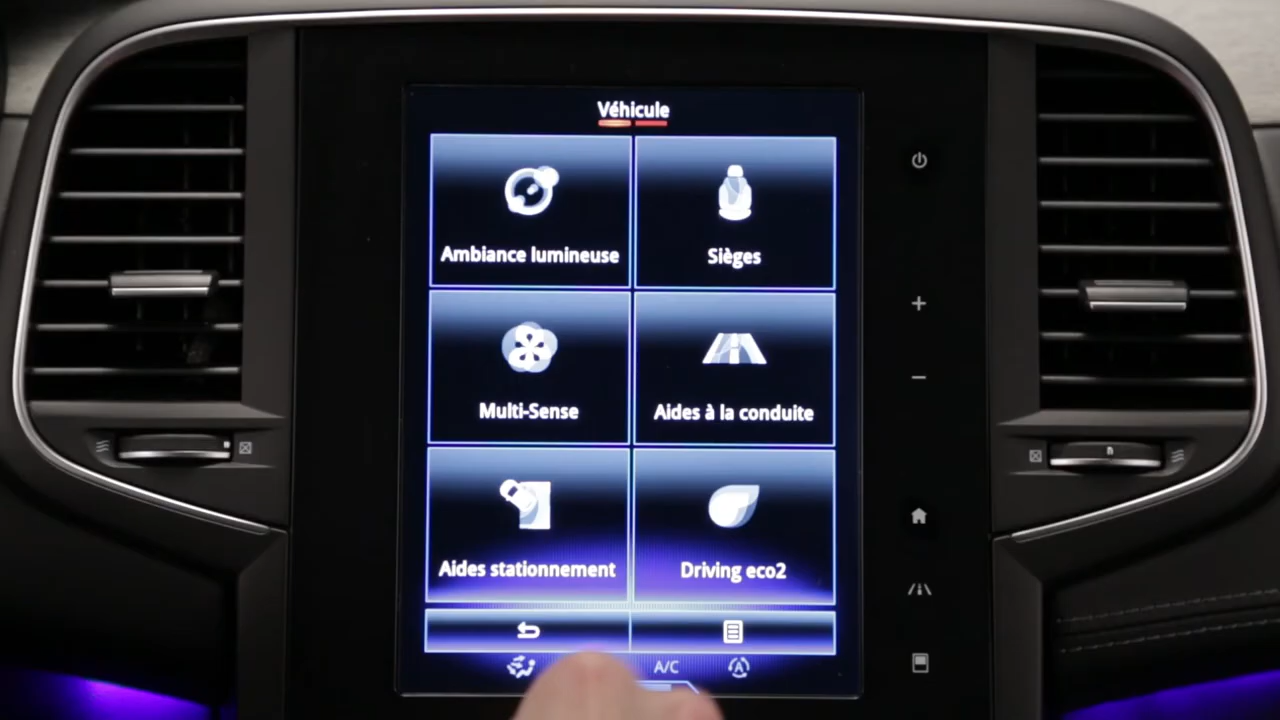 Véhicule
Ambiance lumineuse
Sièges
Multi-Sense
Aides à la conduite
Aides stationnement
Driving eco2
A/C
A